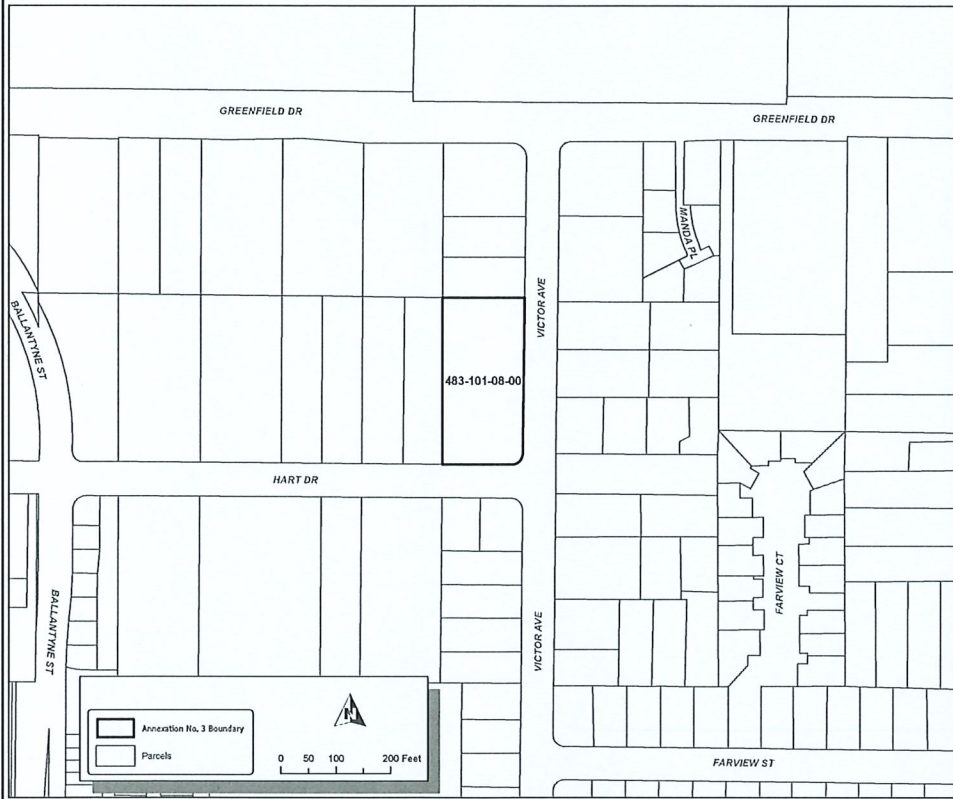 GREENFIELD DR
GREENFIELD DR
MANDA PL
VICTOR AVE
BALLANTYNE ST
483-101-08-00
HART DR
FARVIEW CT
BALLANTYNE ST
VICTOR AVE
N
Annexation No. 3 Boundary
Parcels
0 50 100 200 Feet
FARVIEW ST